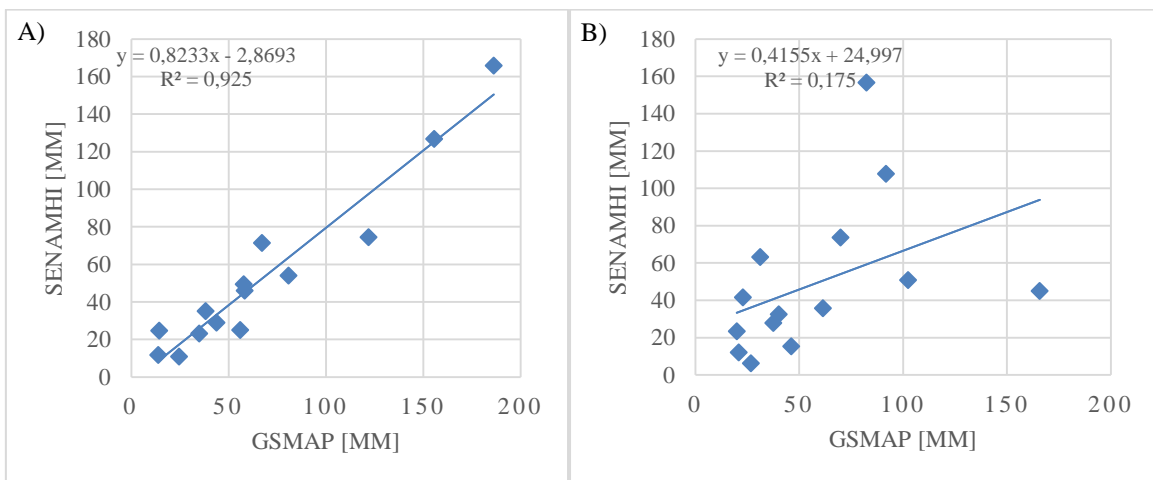 A)
y = 0,8233x - 2,8693
R² = 0,925
SENAMHI [MM]
180
160
140
120
100
80
60
40
20
0
0 50 100 150 200
GSMAP [MM]
B)
y = 0,4155x + 24,997
R² = 0,175
SENAMHI [MM]
180
160
140
120
100
80
60
40
20
0
0 50 100 150 200
GSMAP [MM]